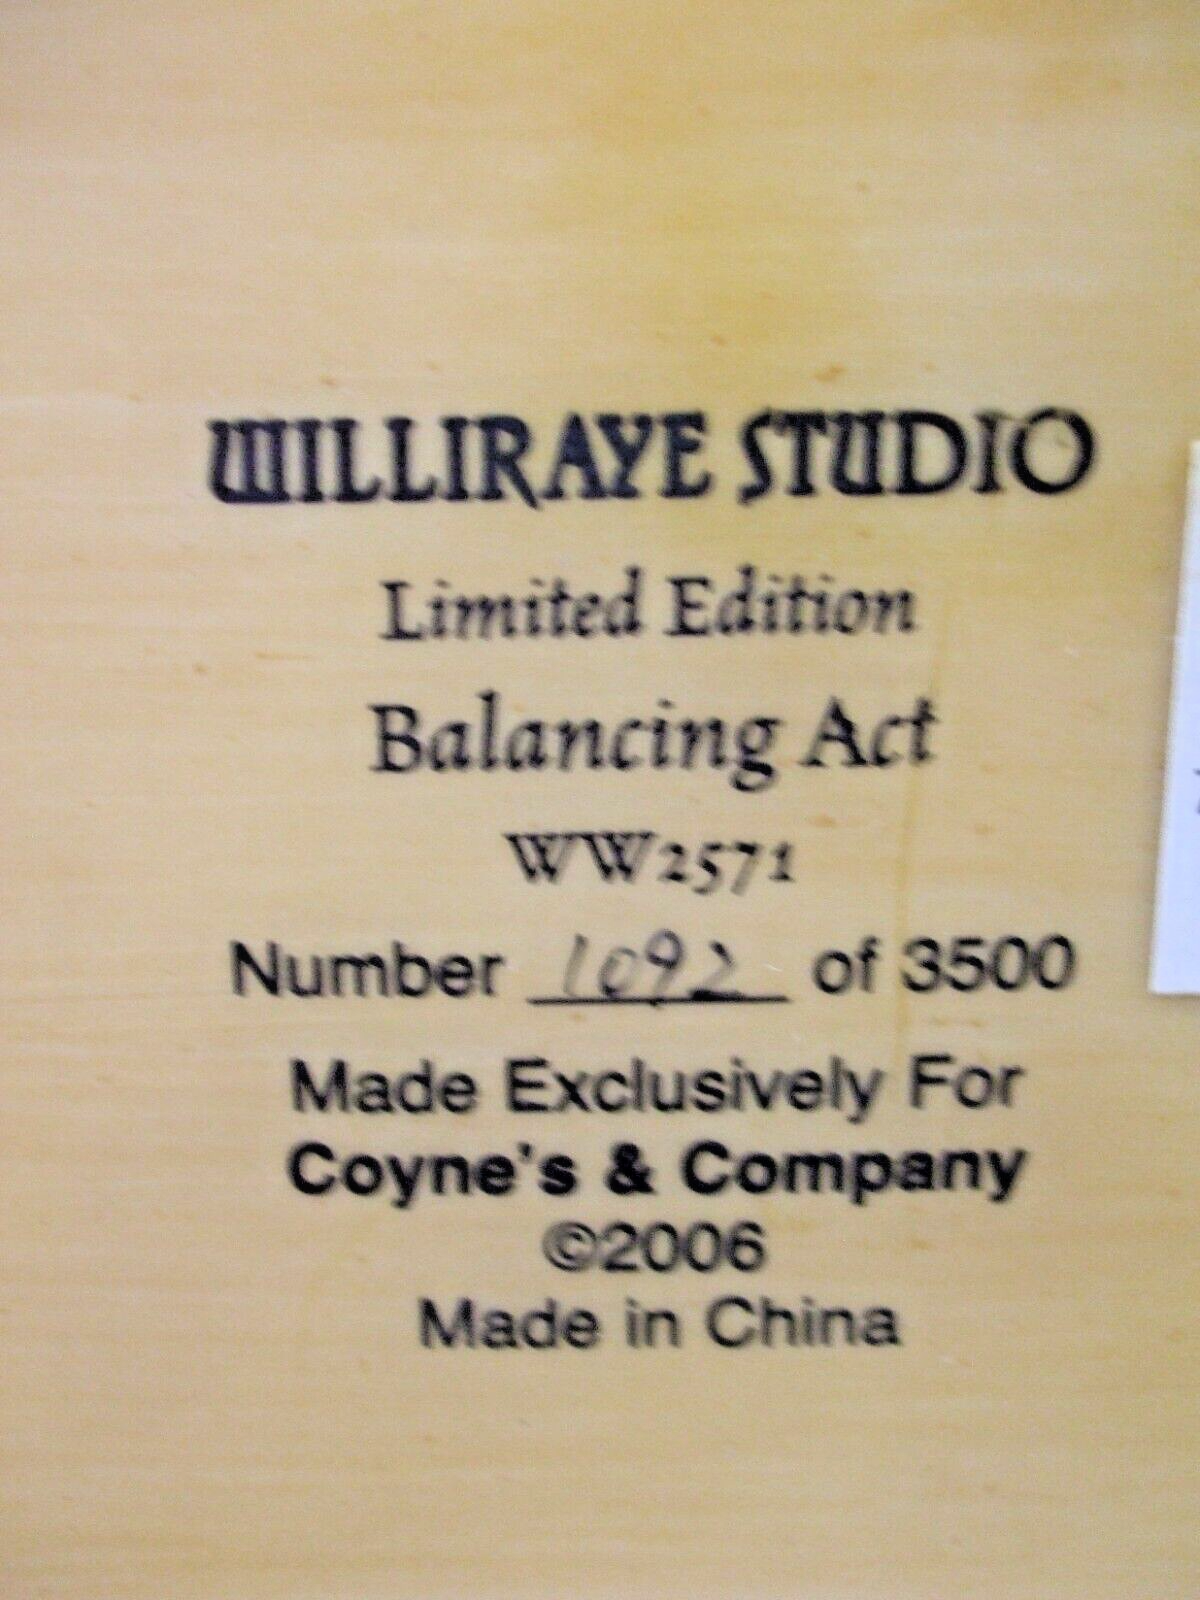 WILLIRAYE STUDIO
Limited Edition
Balancing Act
WW2571
Number 1092 of 3500
Made Exclusively For
Coyne's & Company
©2006
Made in China